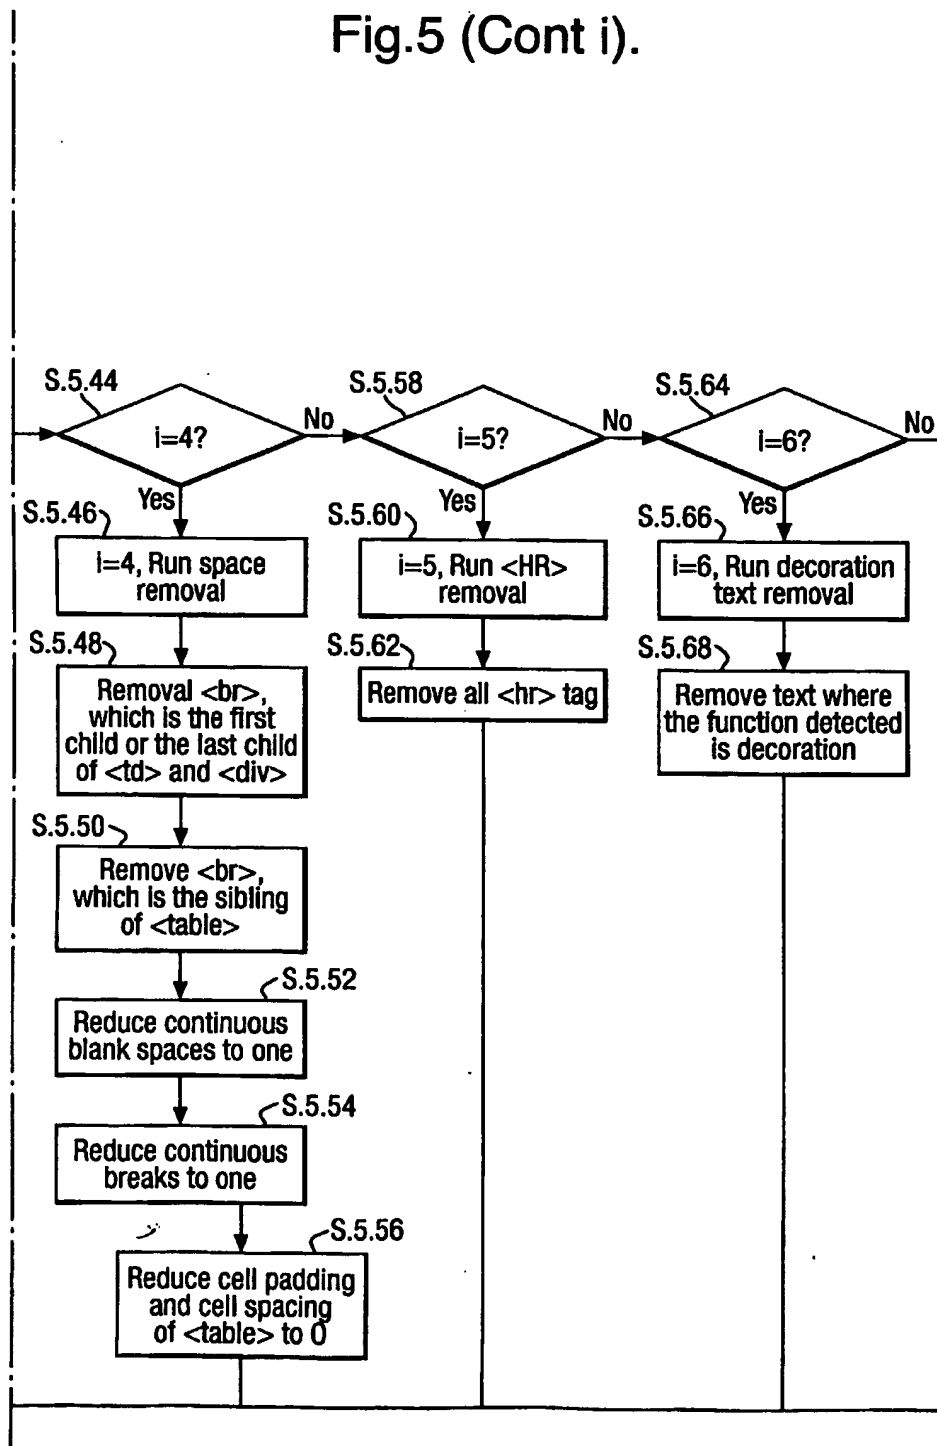 Fig.5 (Cont i).
S.5.44
i=4?
No
Yes
S.5.46
i=4, Run space
removal
S.5.48
Removal <br>,
which is the first
child or the last child
of <td> and <div>
S.5.50
Remove <br>,
which is the sibling
of <table>
S.5.52
Reduce continuous
blank spaces to one
S.5.54
Reduce continuous
breaks to one
S.5.56
Reduce cell padding
and cell spacing
of <table> to 0
S.5.58
i=5?
No
Yes
S.5.60
i=5, Run <HR>
removal
S.5.62
Remove all <hr> tag
S.5.64
i=6?
No
Yes
S.5.66
i=6, Run decoration
text removal
S.5.68
Remove text where
the function detected
is decoration